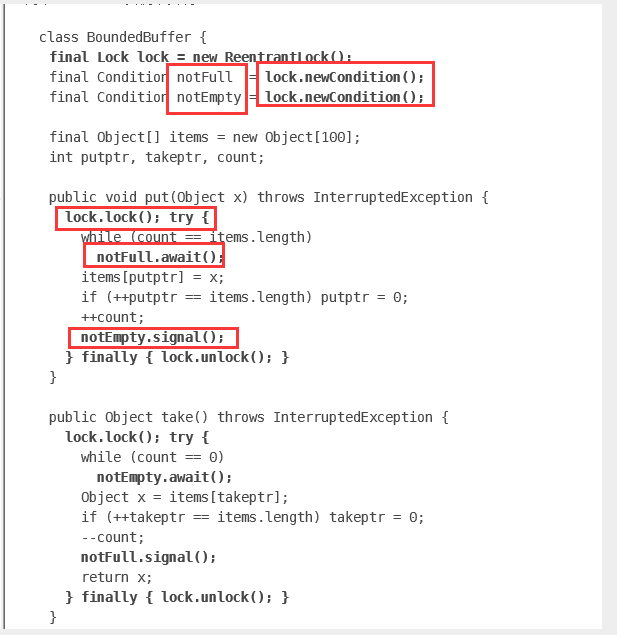 class BoundedBuffer {
final Lock lock = new ReentrantLock();
final Condition notFull = lock.newCondition();
final Condition notEmpty = lock.newCondition();
final Object[] items = new Object[100];
int putptr, takeptr, count;
public void put(Object x) throws InterruptedException {
lock.lock(); try {
while (count == items.length)
notFull.await();
items[putptr] = x;
if (++putptr == items.length) putptr = 0;
++count;
notEmpty.signal();
} finally { lock.unlock(); }
}
public Object take() throws InterruptedException {
lock.lock(); try {
while (count == 0)
notEmpty.await();
Object x = items[takeptr];
if (++takeptr == items.length) takeptr = 0;
--count;
notFull.signal();
return x;
} finally { lock.unlock(); }
}